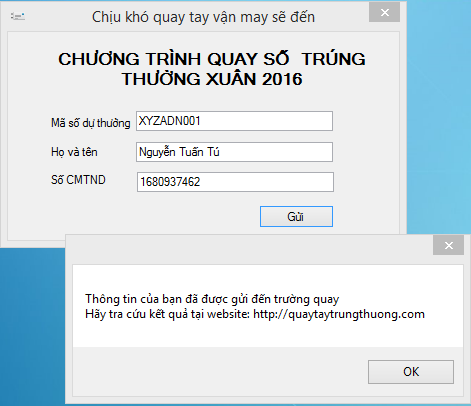 Chịu khó quay tay vận may sẽ đến
CHƯƠNG TRÌNH QUAY SỐ TRÚNG
THƯỞNG XUÂN 2016
Mã số dự thưởng
XYZADN001
Họ và tên
Nguyễn Tuấn Tú
Số CMTND
1680937462
Gửi
Thông tin của bạn đã được gửi đến trường quay
Hãy tra cứu kết quả tại website: http://quaytaytrungthuong.com
OK